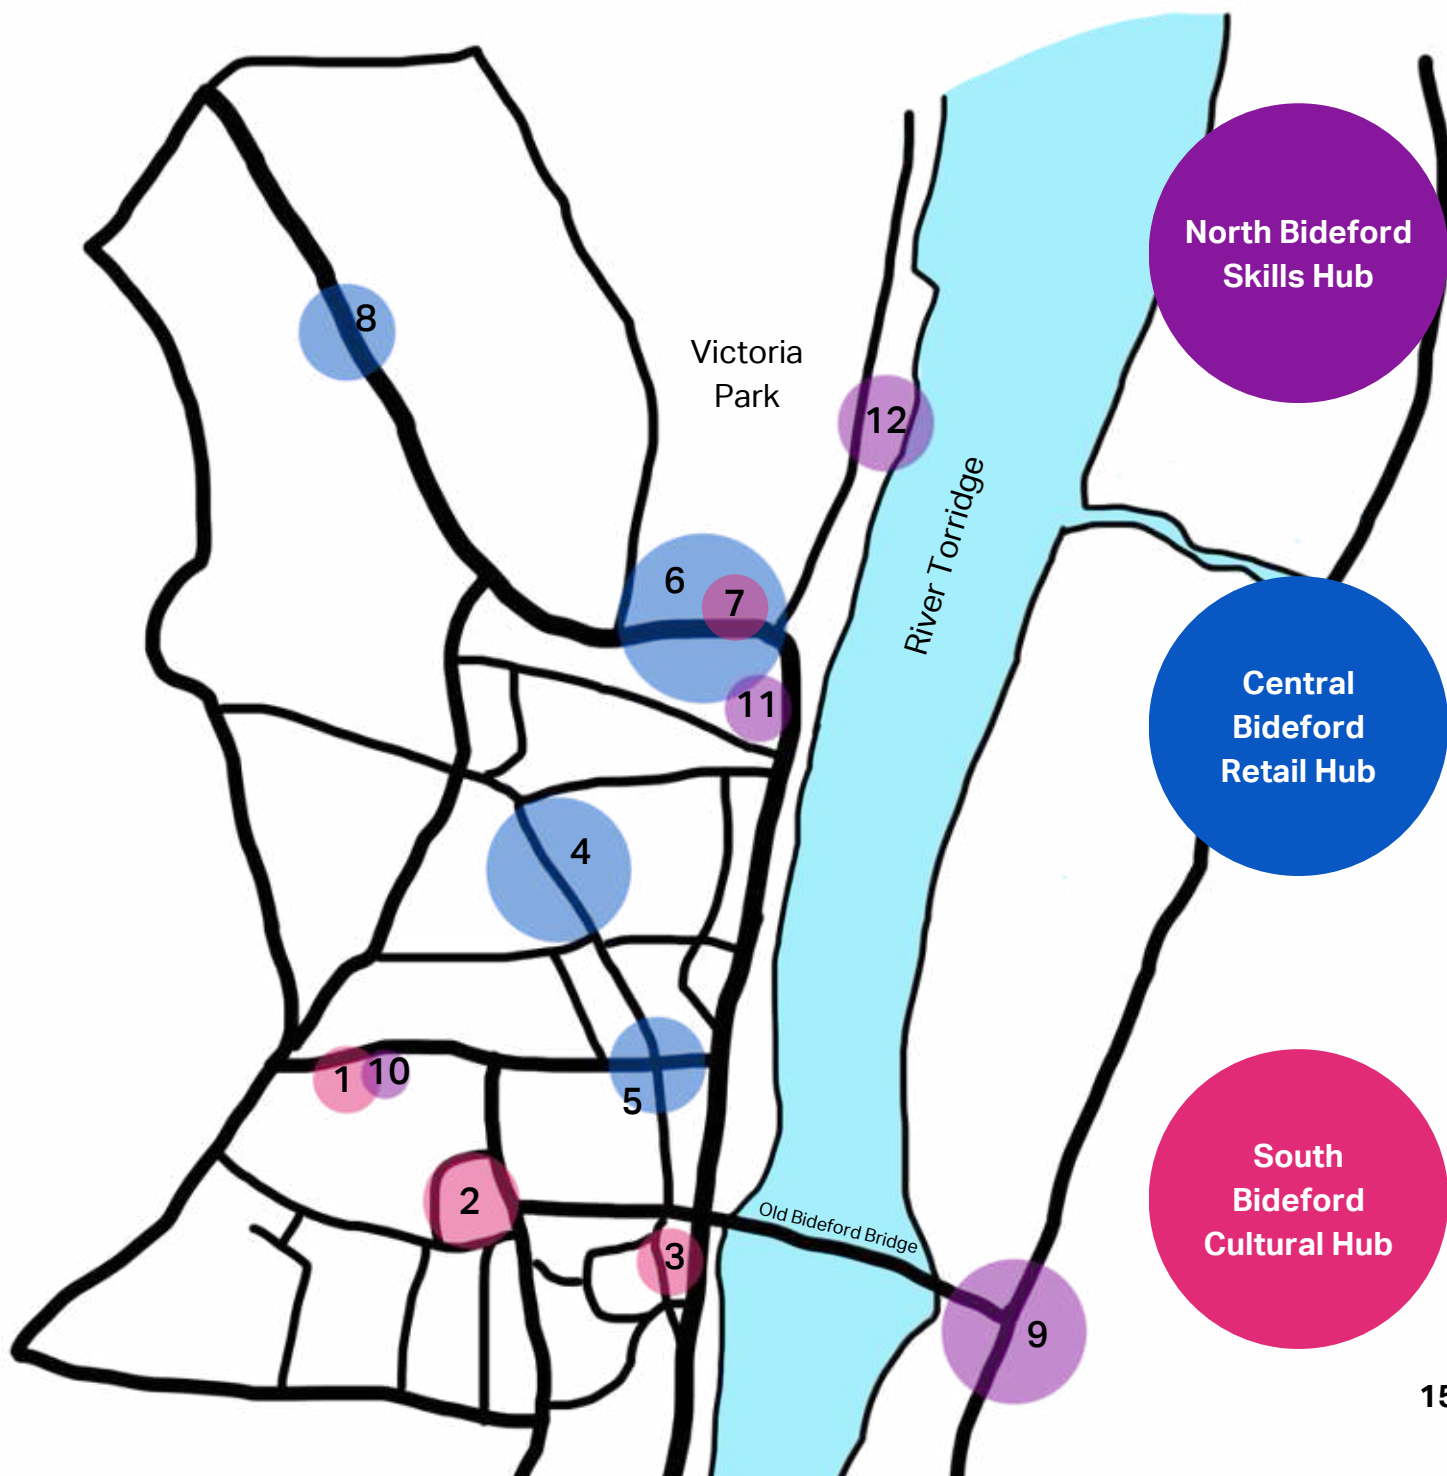 North Bideford
Skills Hub
8
Victoria
Park
12
River Torridge
6
7
11
Central
Bideford
Retail Hub
4
1
10
5
2
Old Bideford Bridge
3
South
Bideford
Cultural Hub
9
15